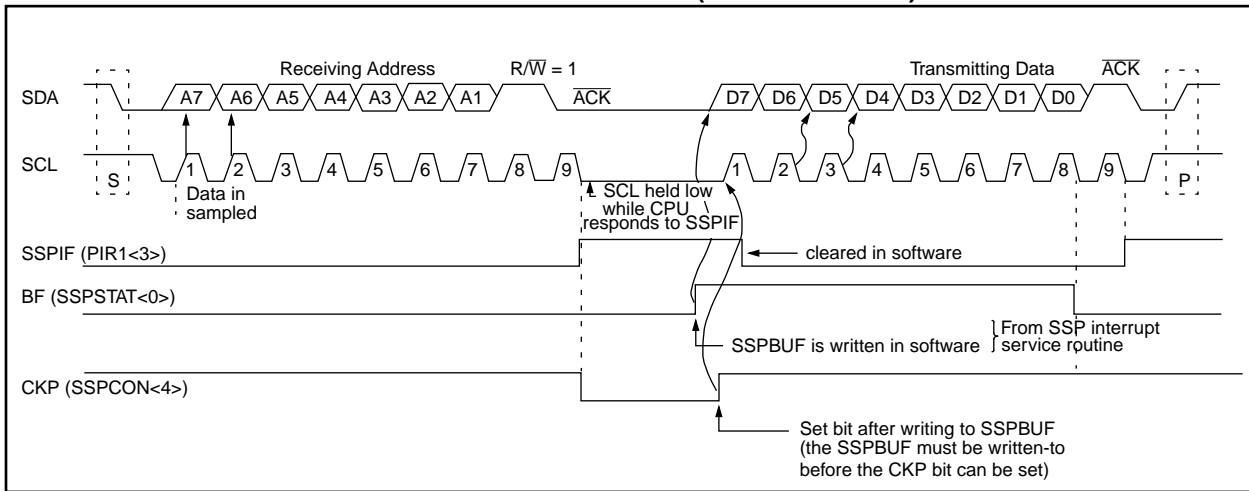 Receiving Address R/W = 1 Transmitting Data ACK
SDA A7 A6 A5 A4 A3 A2 A1 ACK D7 D6 D5 D4 D3 D2 D1 D0
SCL S 1 2 3 4 5 6 7 8 9 1 2 3 4 5 6 7 8 9 P
Data in
sampled
SCL held low
while CPU
responds to SSPIF
SSPIF (PIR1<3>)
cleared in software
BF (SSPSTAT<0>)
SSPBUF is written in software
From SSP interrupt
service routine
CKP (SSPCON<4>)
Set bit after writing to SSPBUF
(the SSPBUF must be written-to
before the CKP bit can be set)